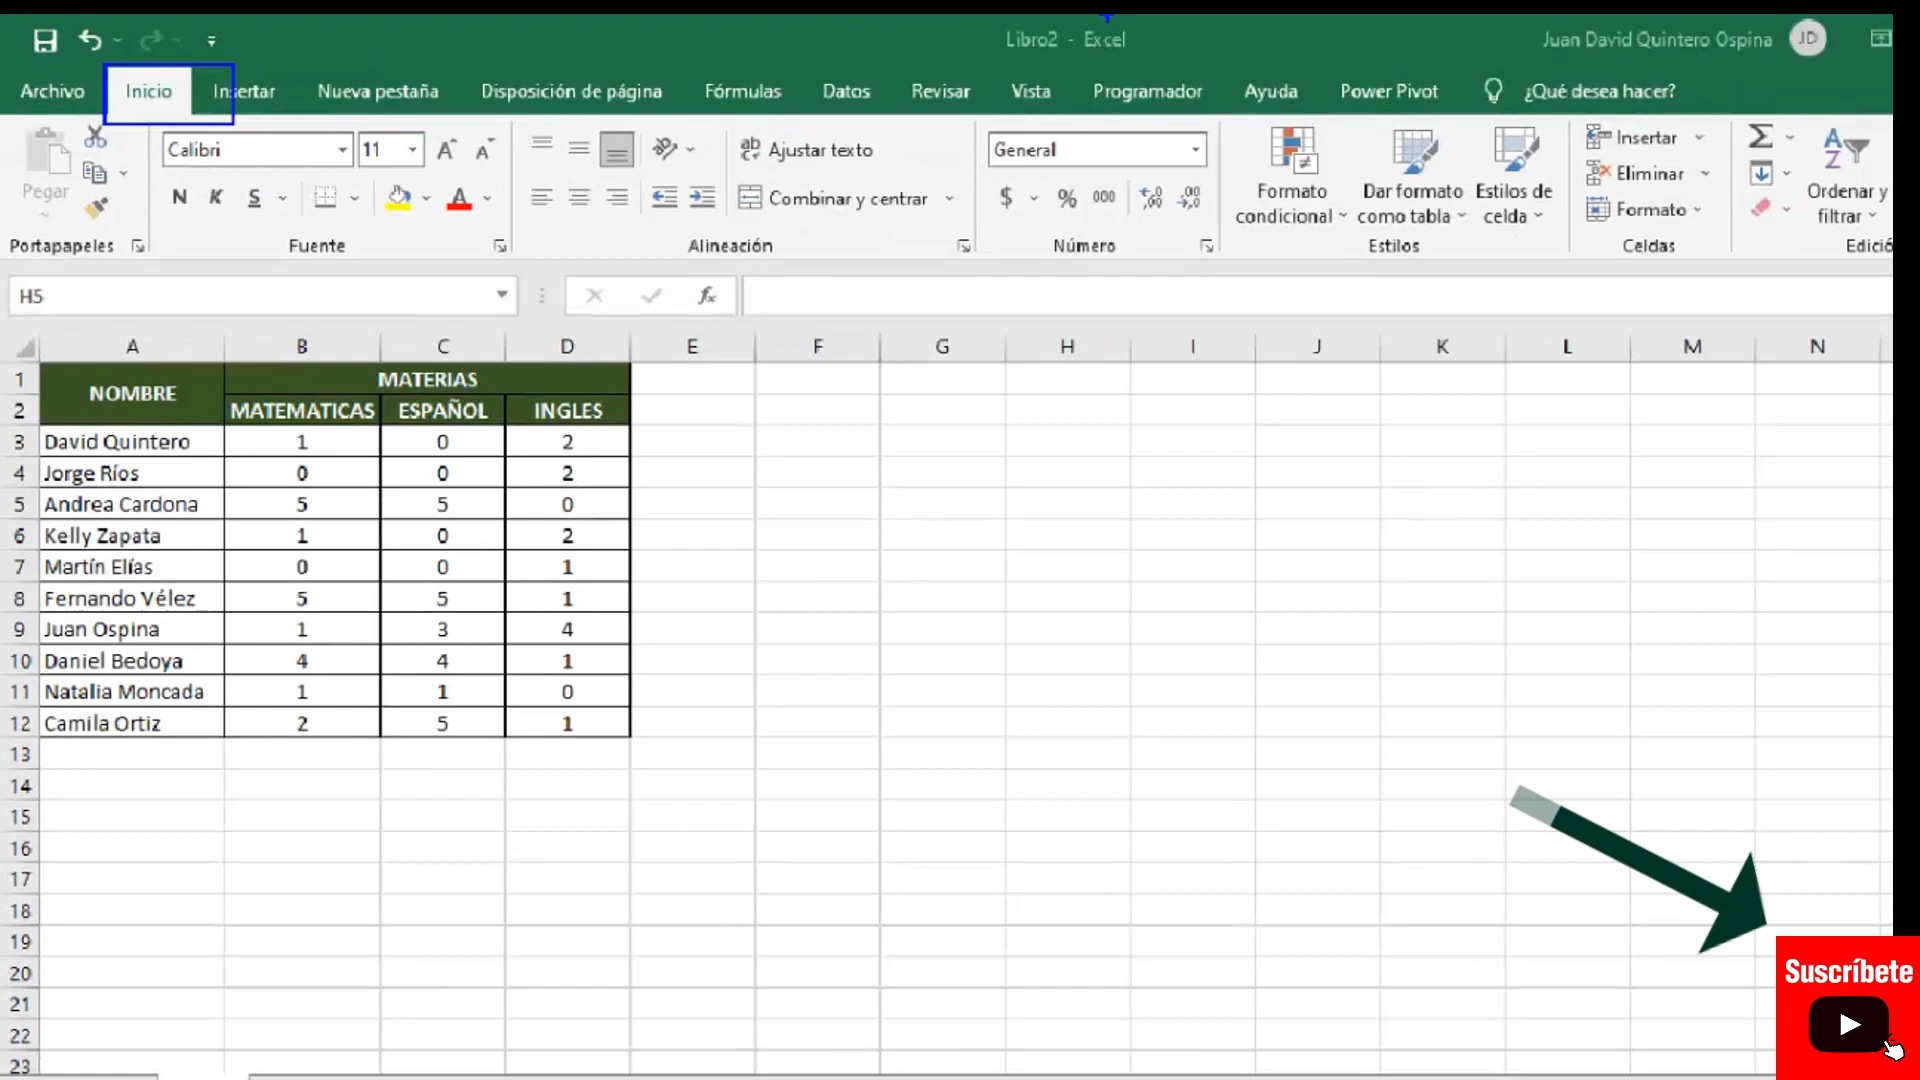 Libro2 - Excel
Juan David Quintero Ospina
JD
Archivo Inicio Insertar Nueva pestaña Disposición de página Fórmulas Datos Revisar Vista Programador Ayuda Power Pivot ¿Qué desea hacer?
Pegar
Calibri 11
Ajustar texto
General
Formato condicional
Dar formato como tabla
Estilos de celda
Insertar
Eliminar
Formato
Ordenar y filtrar
N K S
Combinar y centrar
$ % 000
Portapapeles Fuente Alineación Número Estilos Celdas Edició
H5 fx
A B C D E F G H I J K L M N
1 NOMBRE MATERIAS
2 MATEMATICAS ESPAÑOL INGLES
3 David Quintero 1 0 2
4 Jorge Ríos 0 0 2
5 Andrea Cardona 5 5 0
6 Kelly Zapata 1 0 2
7 Martín Elías 0 0 1
8 Fernando Vélez 5 5 1
9 Juan Ospina 1 3 4
10 Daniel Bedoya 4 4 1
11 Natalia Moncada 1 1 0
12 Camila Ortiz 2 5 1
13
14
15
16
17
18
19
20
21
22
23
Suscríbete